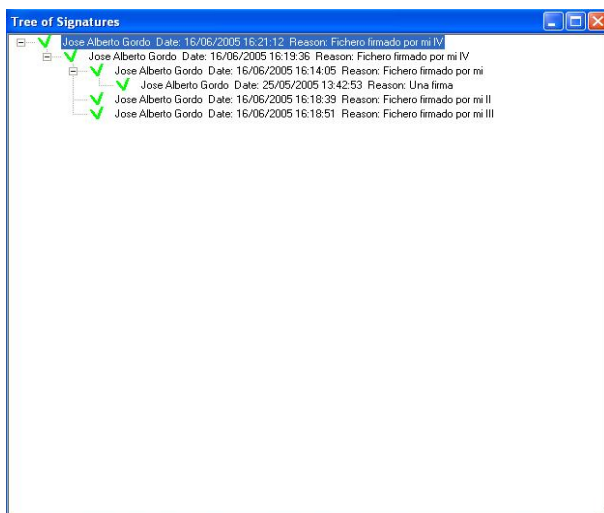 Tree of Signatures
Jose Alberto Gordo Date: 16/06/2005 16:21:12 Reason: Fichero firmado por mi IV
Jose Alberto Gordo Date: 16/06/2005 16:19:36 Reason: Fichero firmado por mi IV
Jose Alberto Gordo Date: 16/06/2005 16:14:05 Reason: Fichero firmado por mi
Jose Alberto Gordo Date: 25/05/2005 13:42:53 Reason: Una firma
Jose Alberto Gordo Date: 16/06/2005 16:18:39 Reason: Fichero firmado por mi II
Jose Alberto Gordo Date: 16/06/2005 16:18:51 Reason: Fichero firmado por mi III